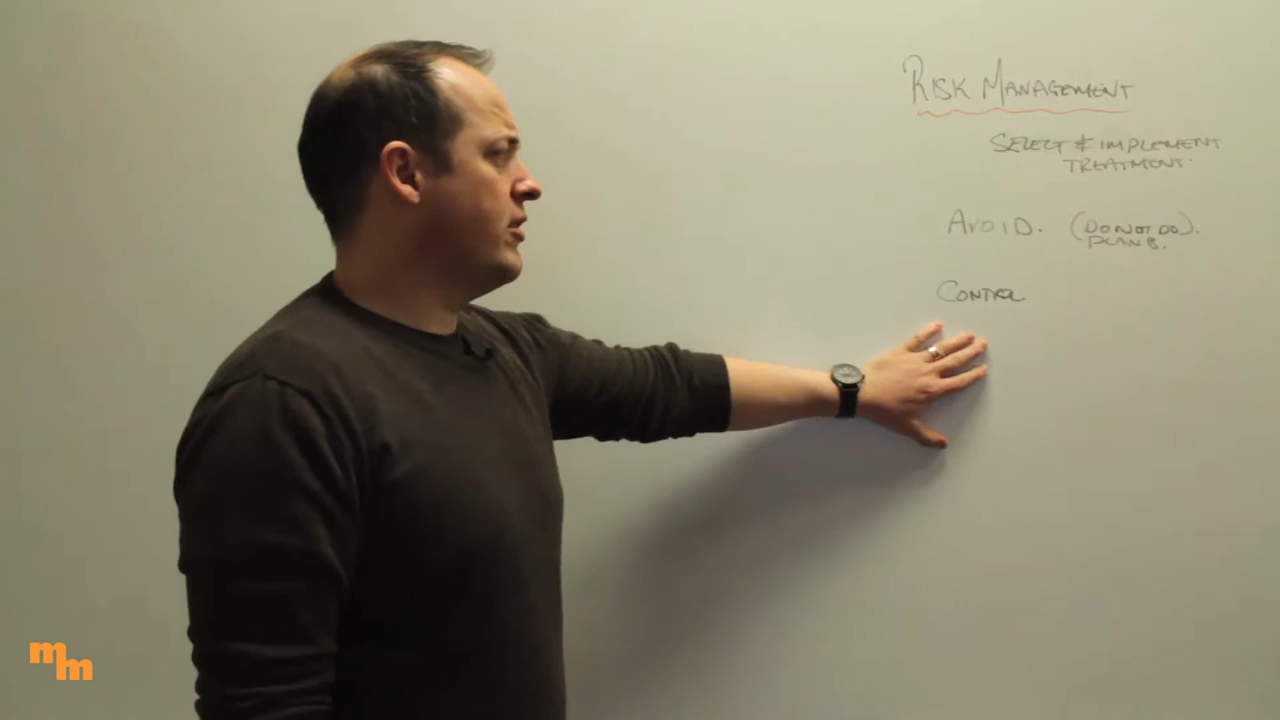 RISK MANAGEMENT
SELECT & IMPLEMENT
TREATMENT.
AVOID. (DO NOT DO).
PLAN B.
CONTROL
mm